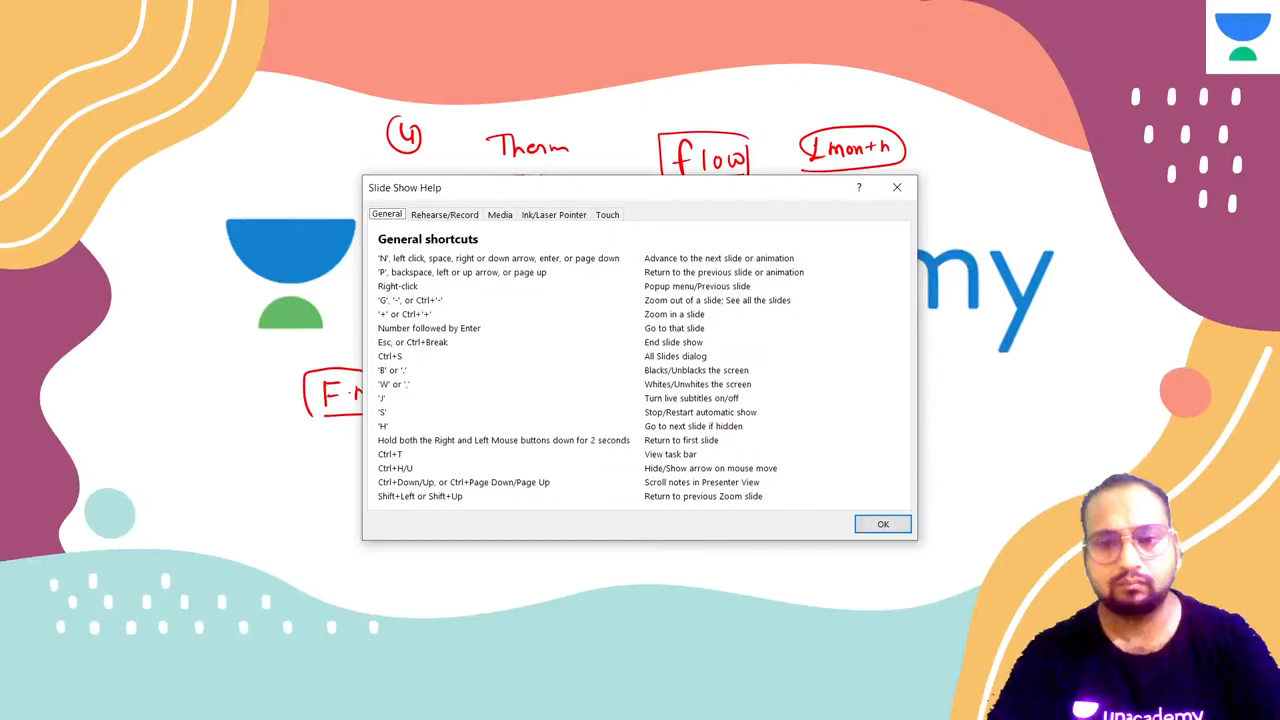 4 Therm flow 1 month
Slide Show Help
General Rehearse/Record Media Ink/Laser Pointer Touch
General shortcuts
'N', left click, space, right or down arrow, enter, or page down Advance to the next slide or animation
'P', backspace, left or up arrow, or page up Return to the previous slide or animation
Right-click Popup menu/Previous slide
'G', '-', or Ctrl+'-' Zoom out of a slide; See all the slides
'+' or Ctrl+'+' Zoom in a slide
Number followed by Enter Go to that slide
Esc, or Ctrl+Break End slide show
Ctrl+S All Slides dialog
'B' or '.' Blacks/Unblacks the screen
'W' or ',' Whites/Unwhites the screen
'J' Turn live subtitles on/off
'S' Stop/Restart automatic show
'H' Go to next slide if hidden
Hold both the Right and Left Mouse buttons down for 2 seconds Return to first slide
Ctrl+T View task bar
Ctrl+H/U Hide/Show arrow on mouse move
Ctrl+Down/Up, or Ctrl+Page Down/Page Up Scroll notes in Presenter View
Shift+Left or Shift+Up Return to previous Zoom slide
OK
my
unacademy